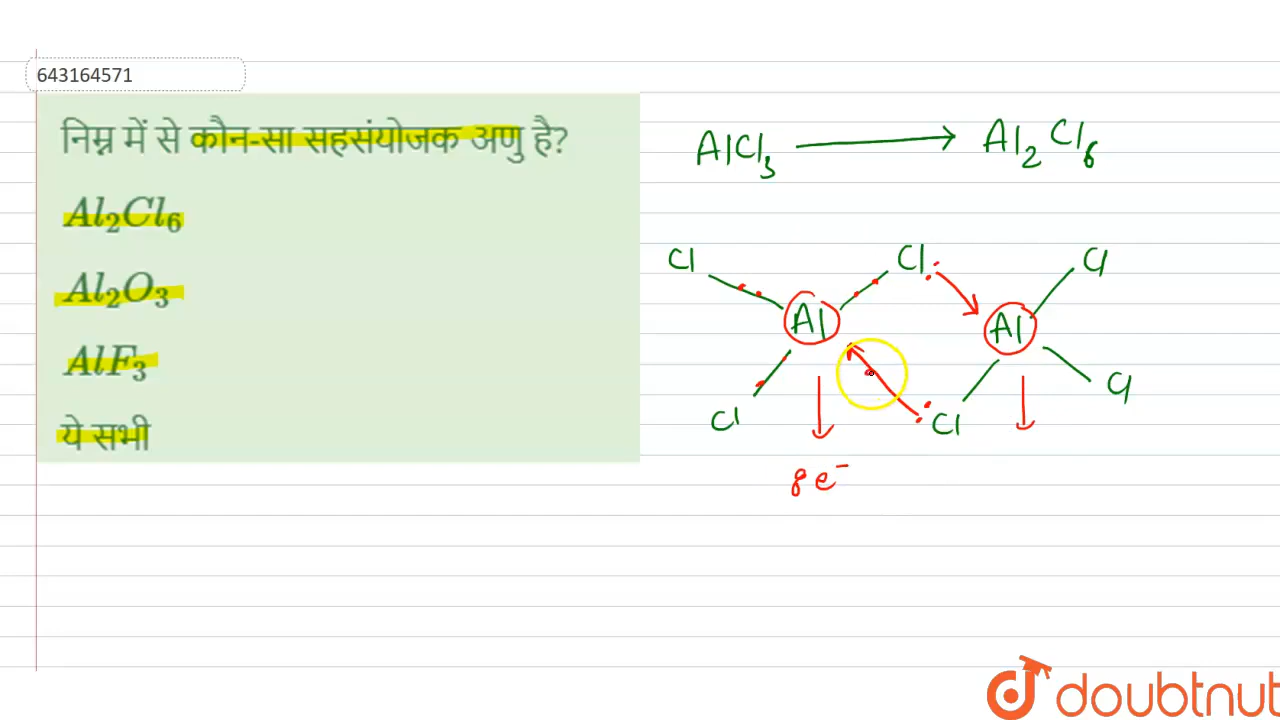 643164571
निम्न में से कौन-सा सहसंयोजक अणु है?
Al₂Cl₆
Al₂O₃
AlF₃
ये सभी
AlCl₃ ⟶ Al₂Cl₆
Cl Cl Cl
Al Al
Cl Cl Cl
8e⁻
doubtnut